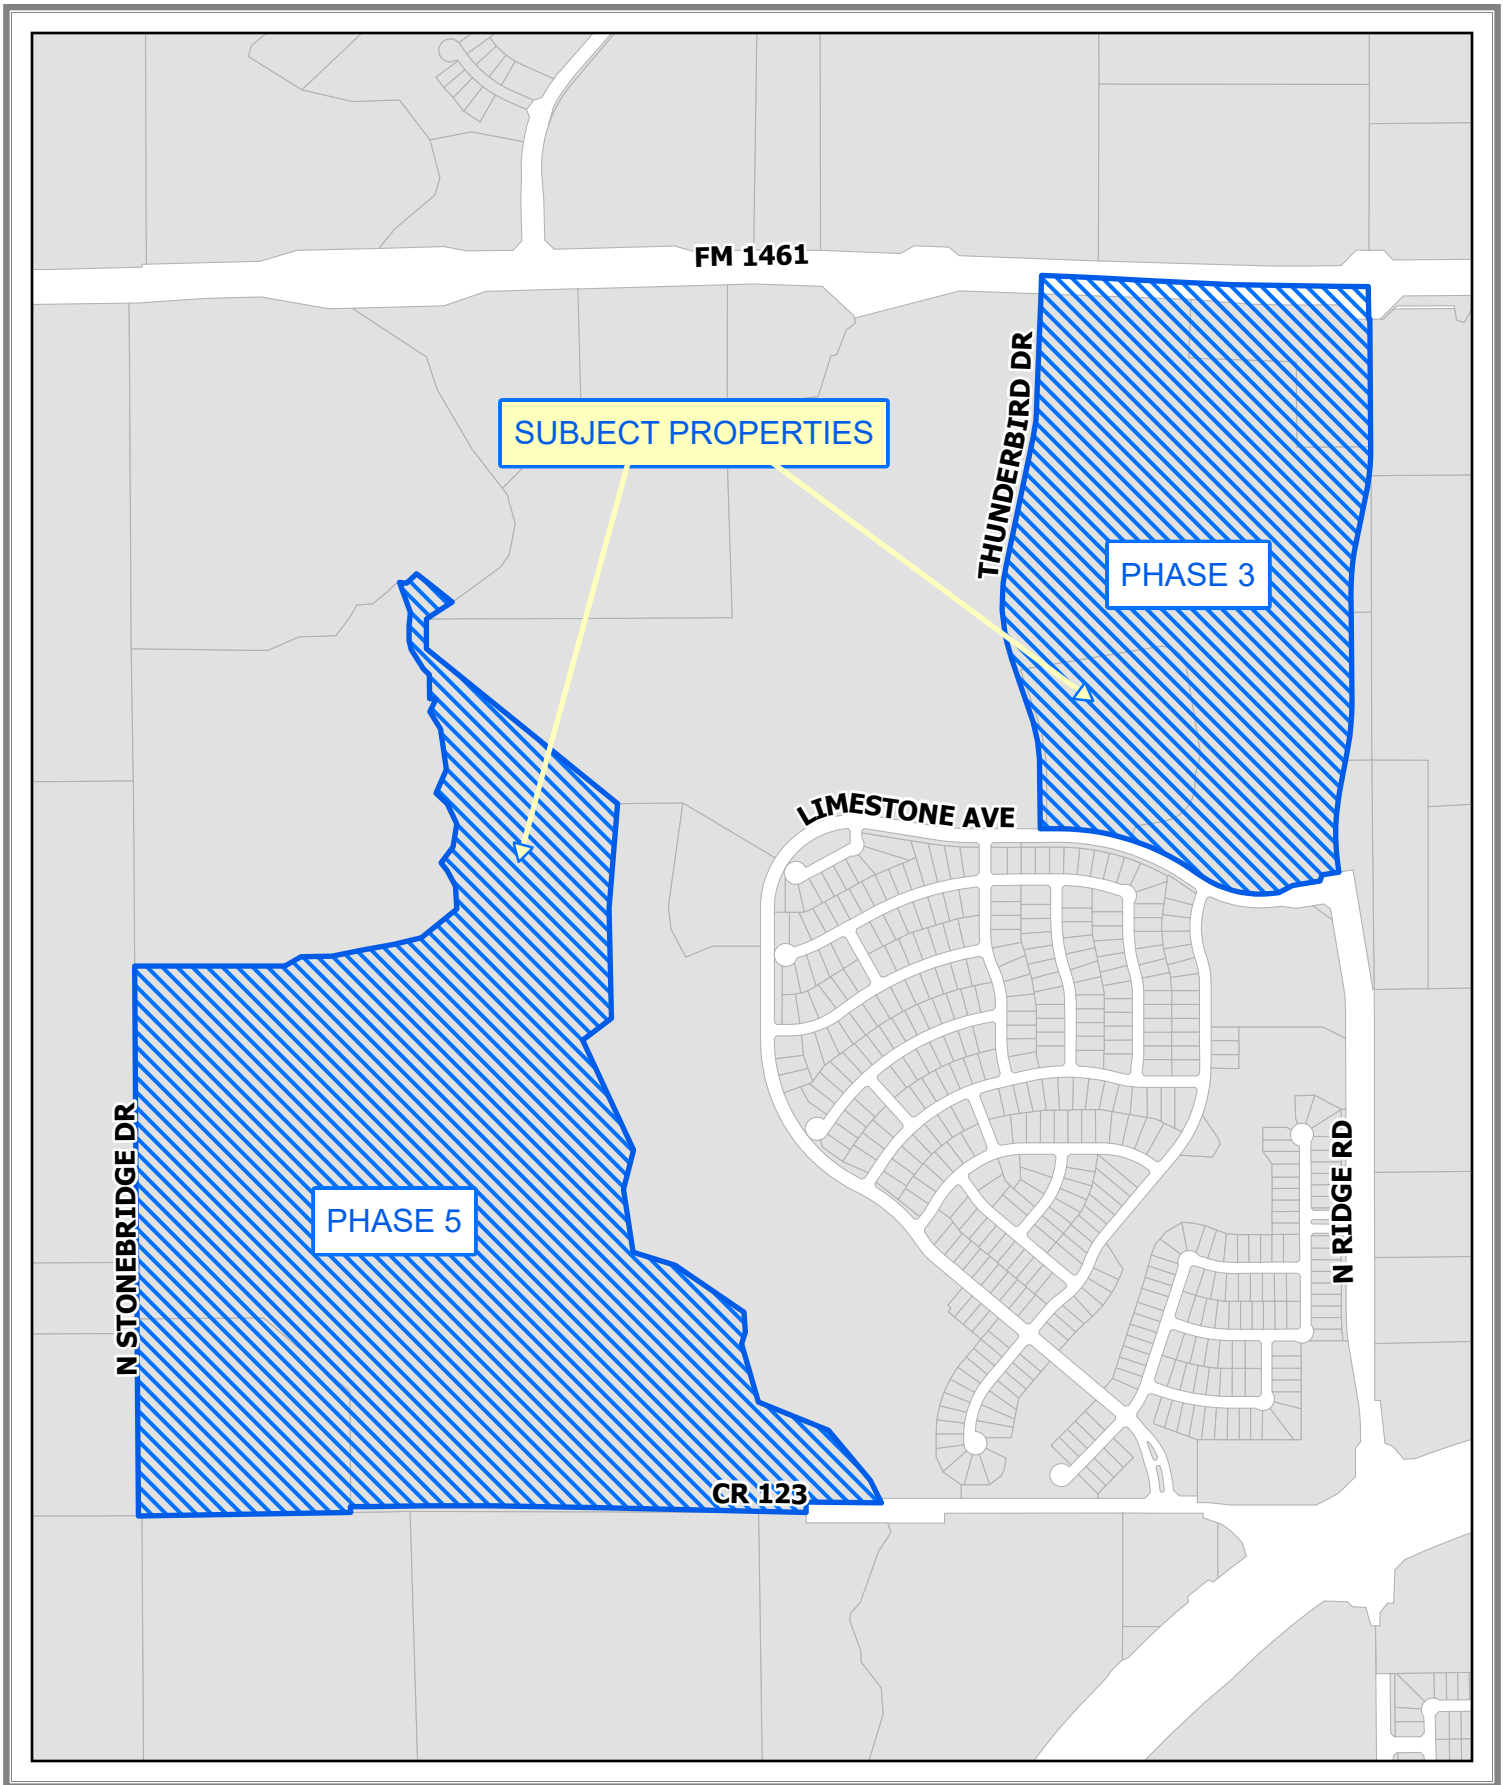 FM 1461
THUNDERBIRD DR
SUBJECT PROPERTIES
PHASE 3
LIMESTONE AVE
N STONEBRIDGE DR
PHASE 5
N RIDGE RD
CR 123